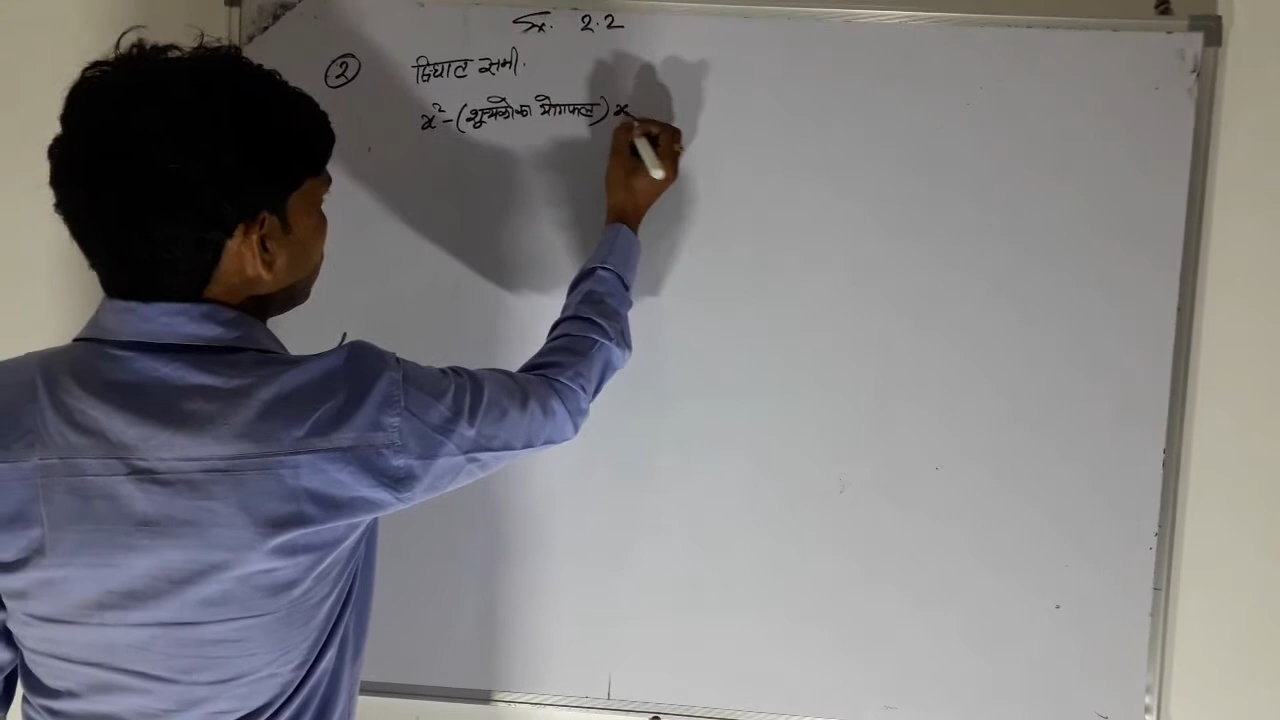 Ex. 2.2
② द्विघात समी.
x² - (शून्यकों का योगफल) x